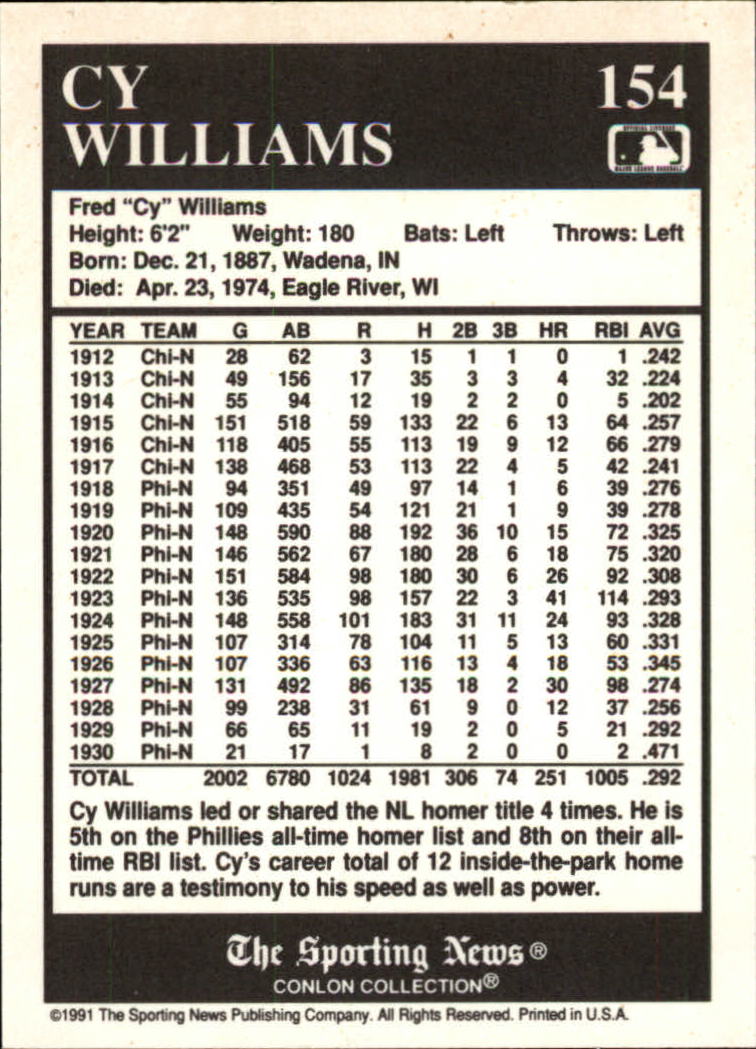 CY 154
WILLIAMS
OFFICIAL LICENSEE
MAJOR LEAGUE BASEBALL
Fred “Cy” Williams
Height: 6'2" Weight: 180 Bats: Left Throws: Left
Born: Dec. 21, 1887, Wadena, IN
Died: Apr. 23, 1974, Eagle River, WI
YEAR TEAM G AB R H 2B 3B HR RBI AVG
1912 Chi-N 28 62 3 15 1 1 0 1 .242
1913 Chi-N 49 156 17 35 3 3 4 32 .224
1914 Chi-N 55 94 12 19 2 2 0 5 .202
1915 Chi-N 151 518 59 133 22 6 13 64 .257
1916 Chi-N 118 405 55 113 19 9 12 66 .279
1917 Chi-N 138 468 53 113 22 4 5 42 .241
1918 Phi-N 94 351 49 97 14 1 6 39 .276
1919 Phi-N 109 435 54 121 21 1 9 39 .278
1920 Phi-N 148 590 88 192 36 10 15 72 .325
1921 Phi-N 146 562 67 180 28 6 18 75 .320
1922 Phi-N 151 584 98 180 30 6 26 92 .308
1923 Phi-N 136 535 98 157 22 3 41 114 .293
1924 Phi-N 148 558 101 183 31 11 24 93 .328
1925 Phi-N 107 314 78 104 11 5 13 60 .331
1926 Phi-N 107 336 63 116 13 4 18 53 .345
1927 Phi-N 131 492 86 135 18 2 30 98 .274
1928 Phi-N 99 238 31 61 9 0 12 37 .256
1929 Phi-N 66 65 11 19 2 0 5 21 .292
1930 Phi-N 21 17 1 8 2 0 0 2 .471
TOTAL 2002 6780 1024 1981 306 74 251 1005 .292
Cy Williams led or shared the NL homer title 4 times. He is
5th on the Phillies all-time homer list and 8th on their all-
time RBI list. Cy's career total of 12 inside-the-park home
runs are a testimony to his speed as well as power.
The Sporting News®
CONLON COLLECTION®
©1991 The Sporting News Publishing Company. All Rights Reserved. Printed in U.S.A.